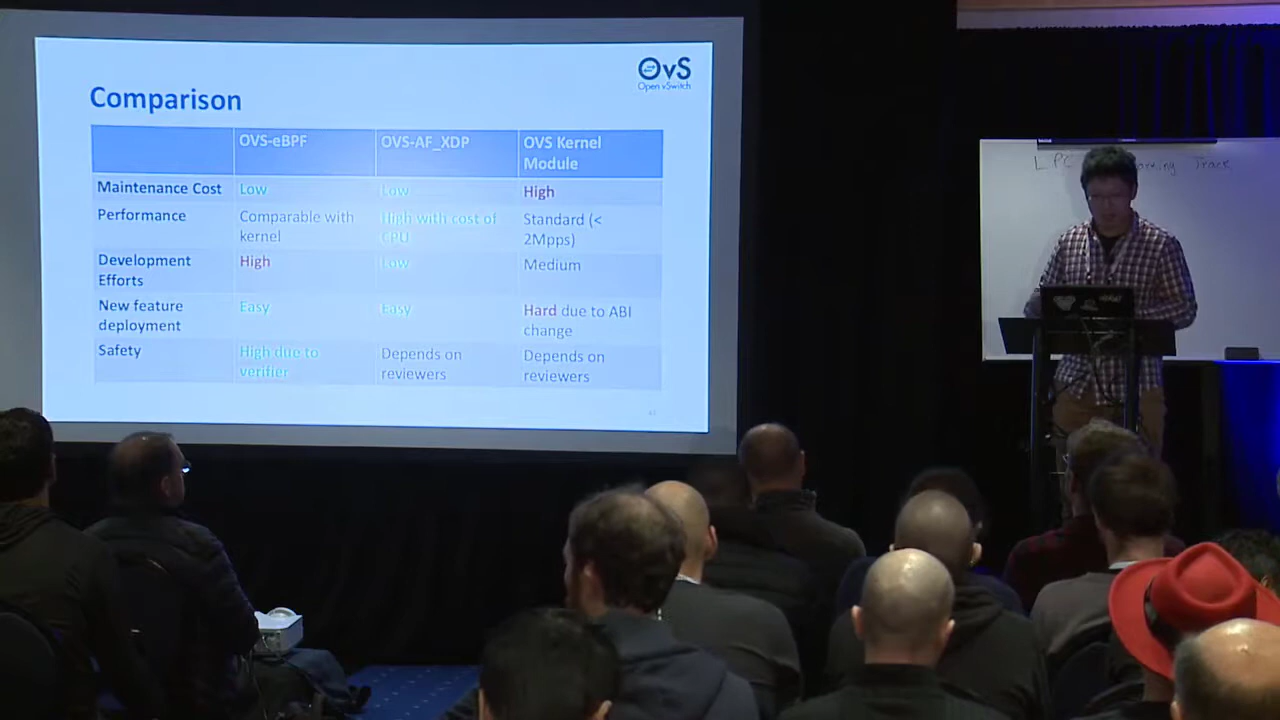 OvS
Open vSwitch
Comparison
OVS-eBPF OVS-AF_XDP OVS Kernel
Module
Maintenance Cost Low Low High
Performance Comparable with High with cost of Standard (<
kernel CPU 2Mpps)
Development High Low Medium
Efforts
New feature Easy Easy Hard due to ABI
deployment change
Safety High due to Depends on Depends on
verifier reviewers reviewers
LPC Track